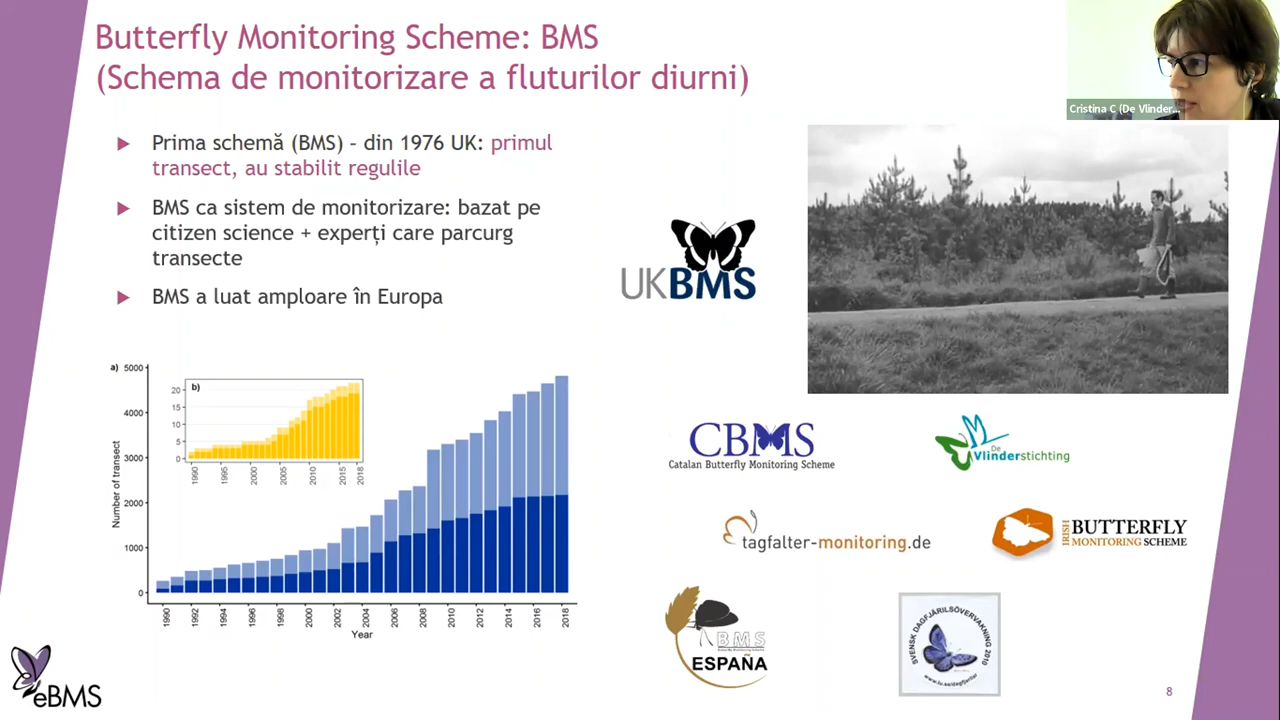 Butterfly Monitoring Scheme: BMS
(Schema de monitorizare a fluturilor diurni)
Cristina C (De Vlinder...
Prima schemă (BMS) - din 1976 UK: primul
transect, au stabilit regulile
BMS ca sistem de monitorizare: bazat pe
citizen science + experți care parcurg
transecte
BMS a luat amploare în Europa
UKBMS
a)
5000
4000
3000
2000
1000
0
Number of transect
b)
20
15
10
5
0
1990
1995
2000
2005
2010
2015
2018
1990
1992
1994
1996
1998
2000
2002
2004
2006
2008
2010
2012
2014
2016
2018
Year
CBMS
Catalan Butterfly Monitoring Scheme
De
Vlinderstichting
tagfalter-monitoring.de
IRISH
BUTTERFLY
MONITORING SCHEME
BMS
ESPAÑA
SVENSK DAGFJÄRILSÖVERVAKNING 2010
www.lu.se/dagfjarilar
eBMS
8